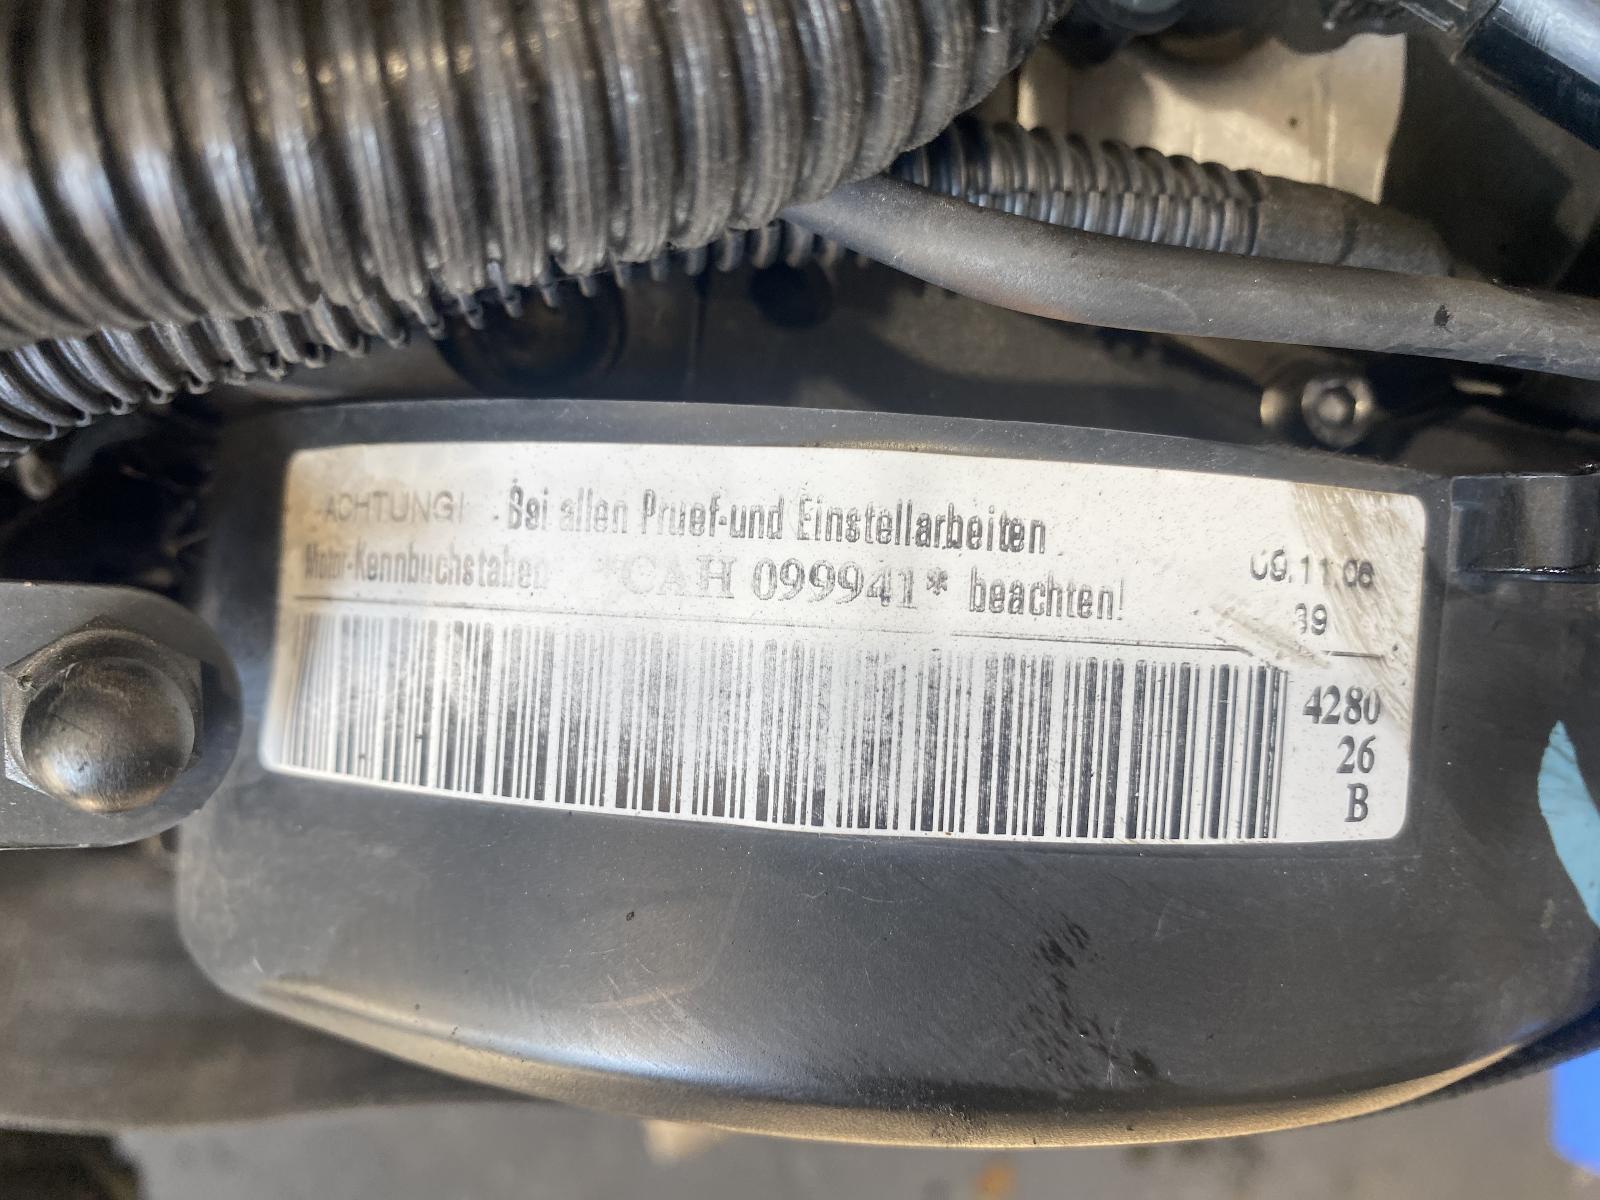 ACHTUNG! Bei allen Pruef-und Einstellarbeiten
Motor-Kennbuchstaben *CAH 099941* beachten!
09.11.08
39
4280
26
B